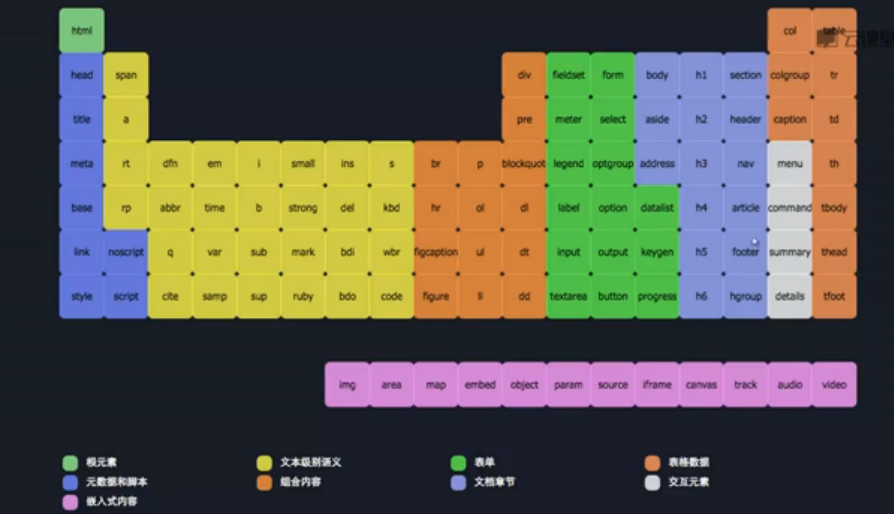 html col table
云课堂
head span div fieldset form body h1 section colgroup tr
title a pre meter select aside h2 header caption td
meta rt dfn em i small ins s br p blockquot legend optgroup address h3 nav menu th
base rp abbr time b strong del kbd hr ol dl label option datalist h4 article command tbody
link noscript q var sub mark bdi wbr figcaption ul dt input output keygen h5 footer summary thead
style script cite samp sup ruby bdo code figure li dd textarea button progress h6 hgroup details tfoot
img area map embed object param source iframe canvas track audio video
根元素 文本级别语义 表单 表格数据
元数据和脚本 组合内容 文档章节 交互元素
嵌入式内容